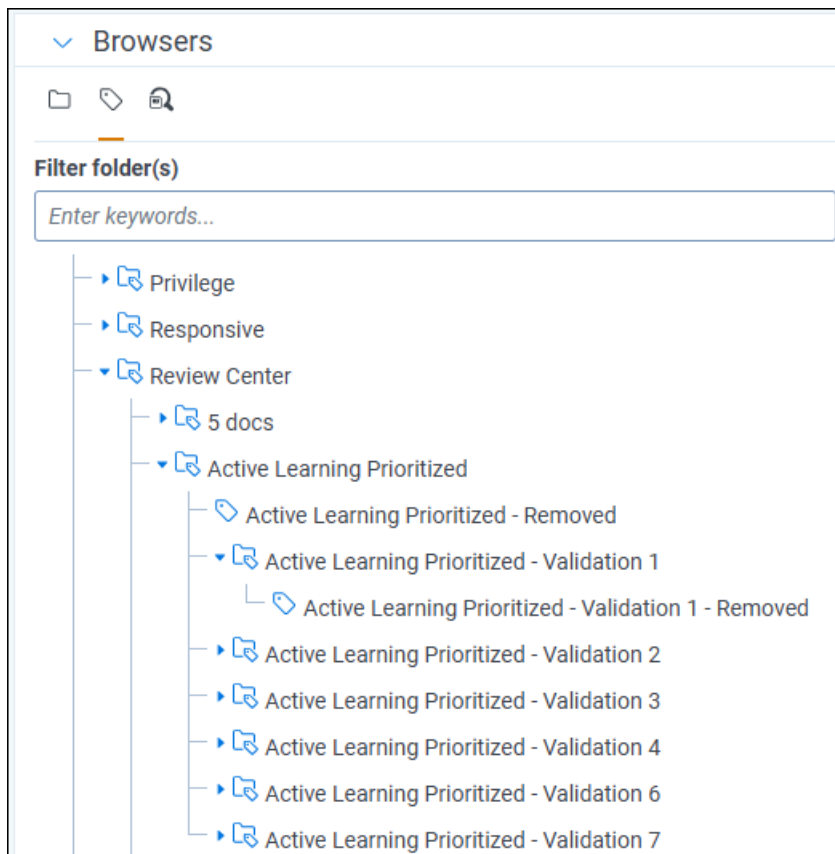 Browsers
Filter folder(s)
Enter keywords...
Privilege
Responsive
Review Center
5 docs
Active Learning Prioritized
Active Learning Prioritized - Removed
Active Learning Prioritized - Validation 1
Active Learning Prioritized - Validation 1 - Removed
Active Learning Prioritized - Validation 2
Active Learning Prioritized - Validation 3
Active Learning Prioritized - Validation 4
Active Learning Prioritized - Validation 6
Active Learning Prioritized - Validation 7